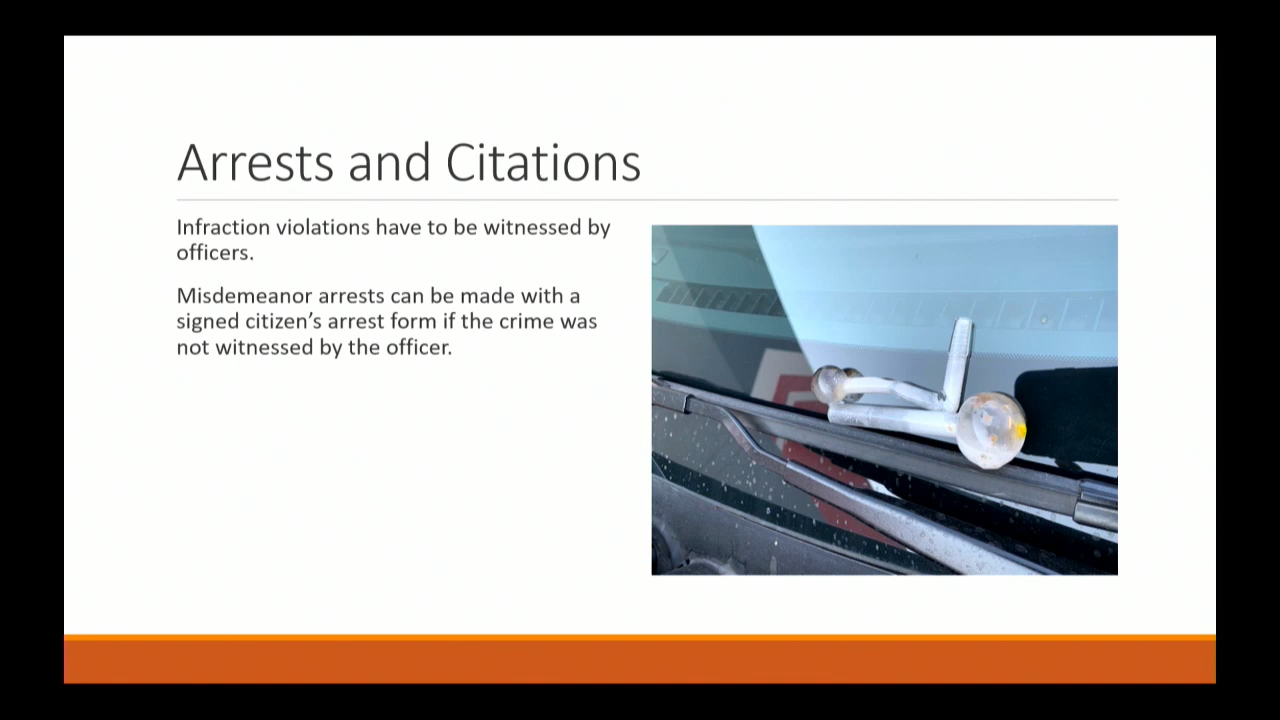 Arrests and Citations
Infraction violations have to be witnessed by
officers.
Misdemeanor arrests can be made with a
signed citizen’s arrest form if the crime was
not witnessed by the officer.